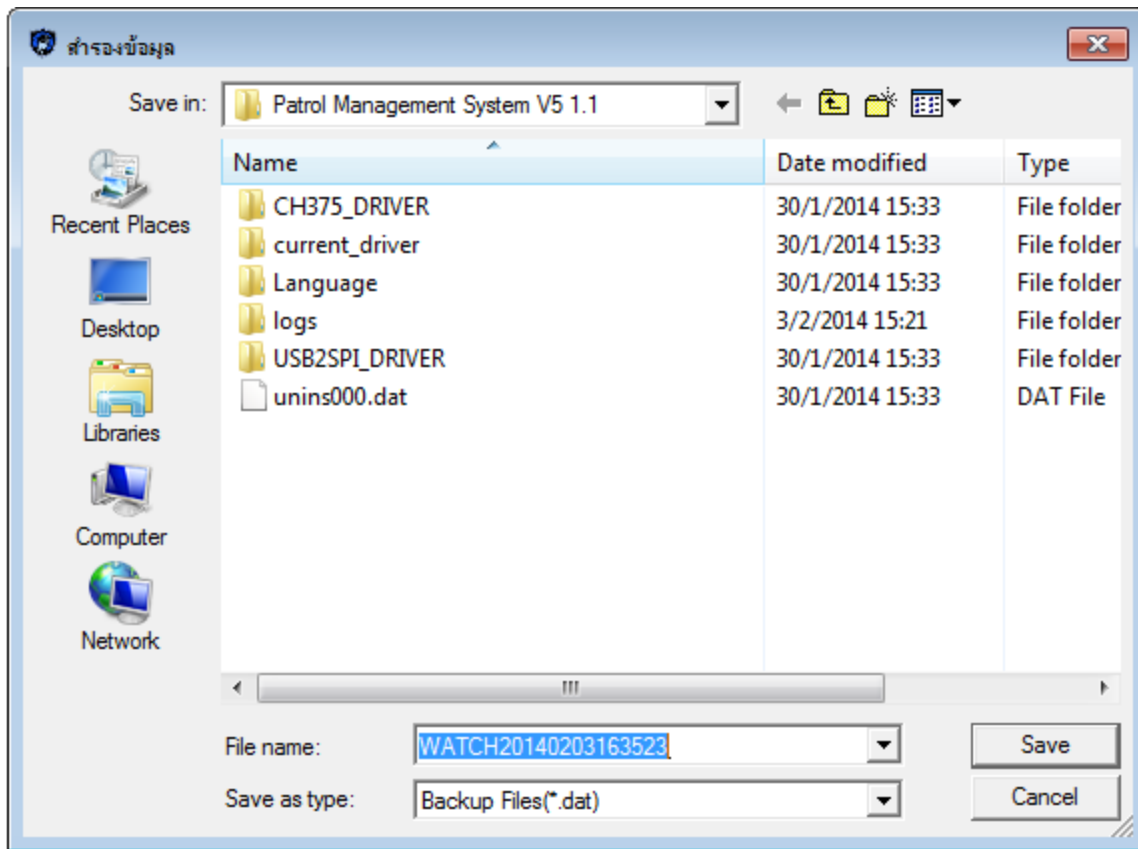 สำรองข้อมูล
Save in: Patrol Management System V5 1.1
Name Date modified Type
CH375_DRIVER 30/1/2014 15:33 File folder
current_driver 30/1/2014 15:33 File folder
Language 30/1/2014 15:33 File folder
logs 3/2/2014 15:21 File folder
USB2SPI_DRIVER 30/1/2014 15:33 File folder
unins000.dat 30/1/2014 15:33 DAT File
Recent Places
Desktop
Libraries
Computer
Network
File name: WATCH20140203163523 Save
Save as type: Backup Files(*.dat) Cancel